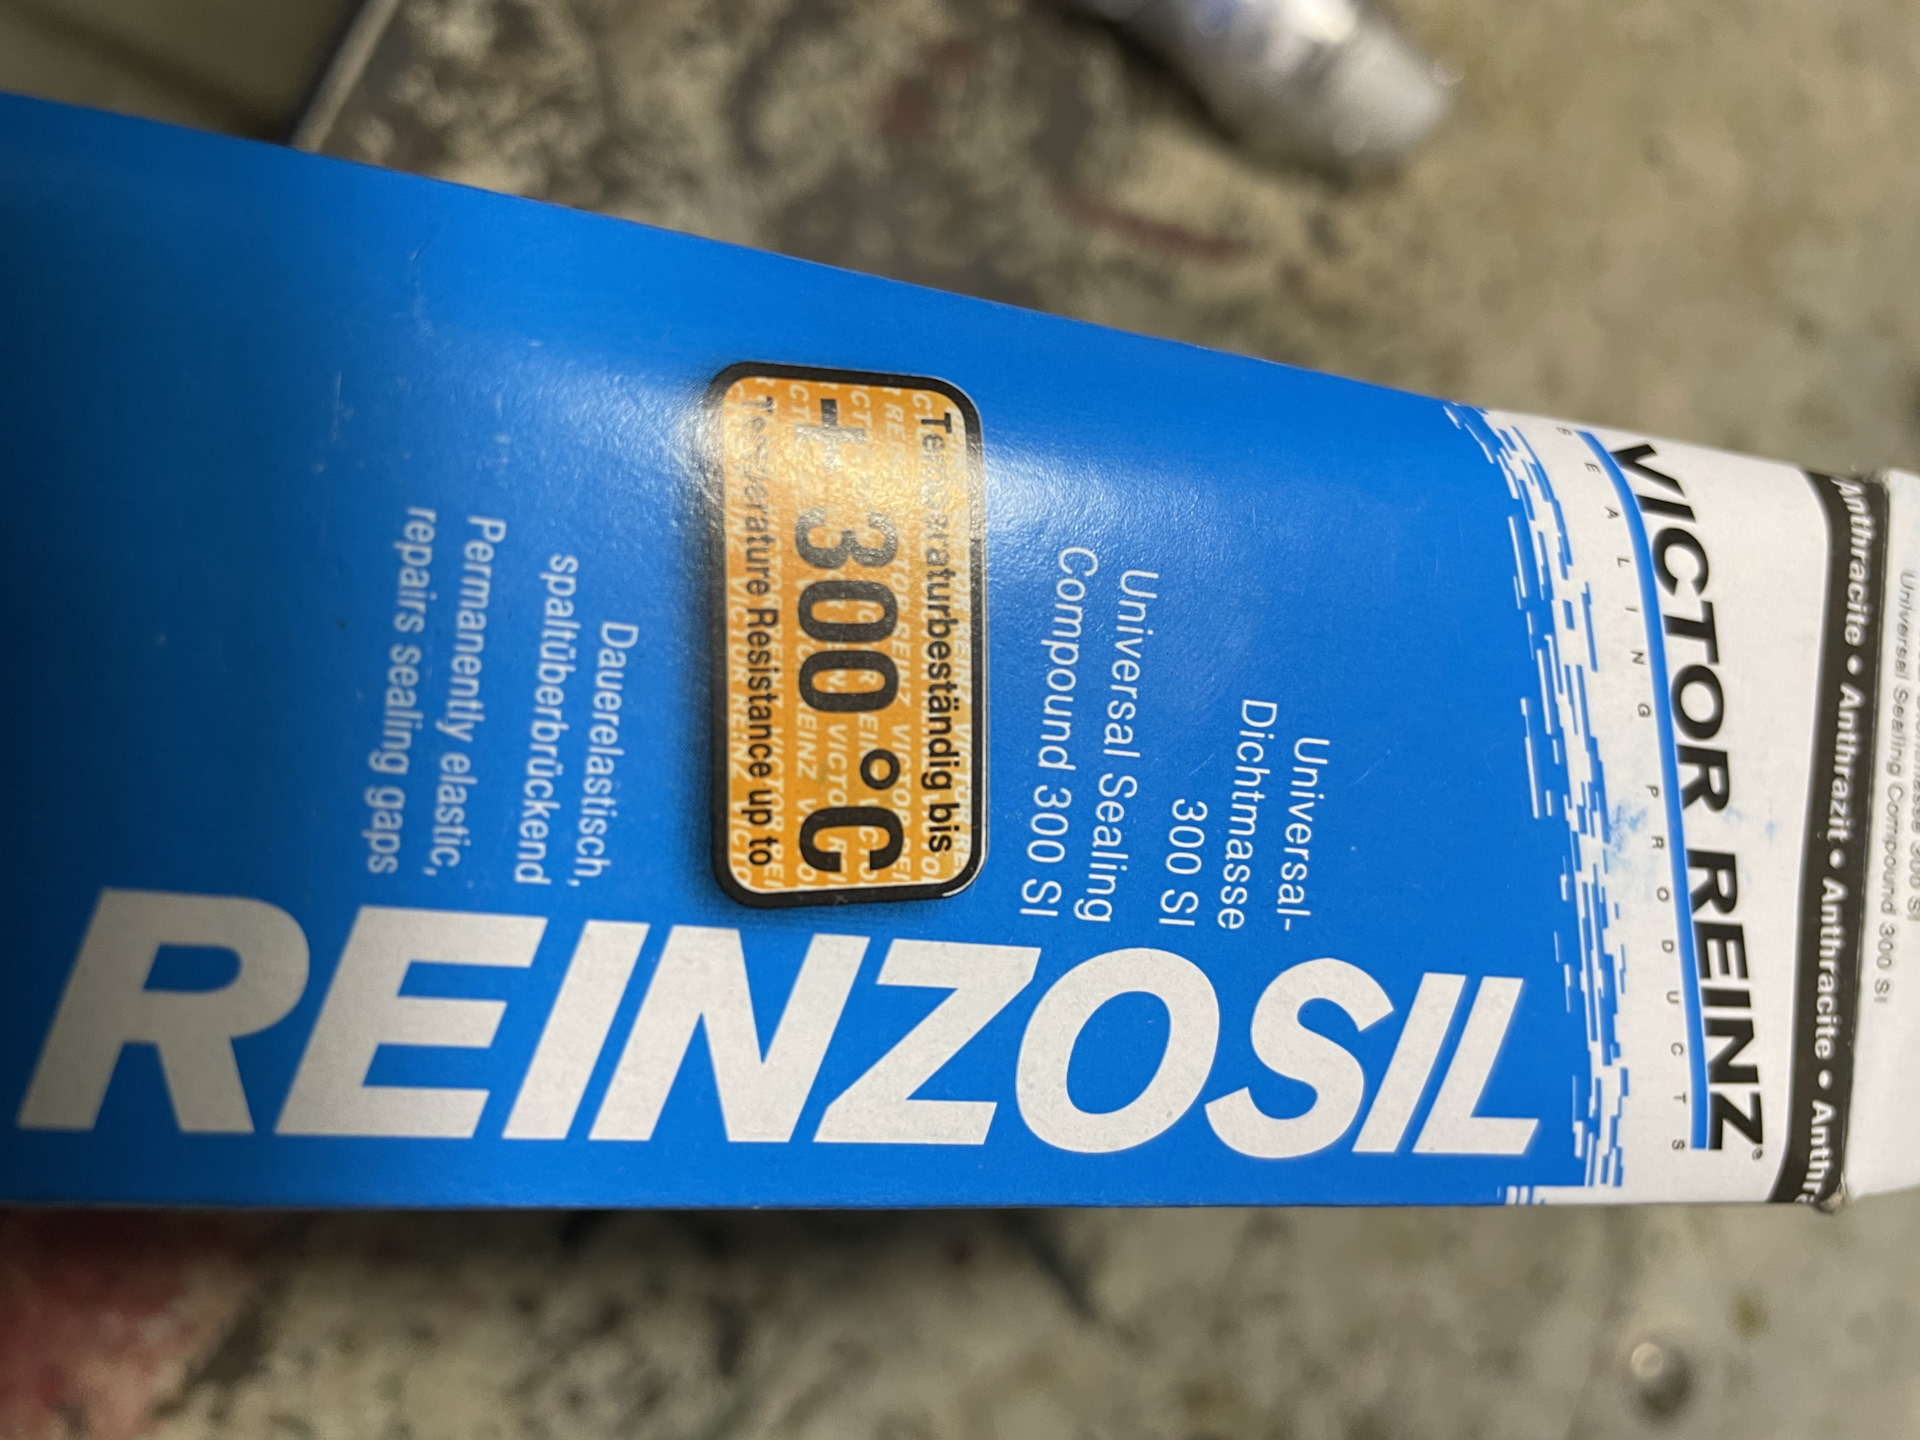 Universal Sealing Compound 300 SI
Anthracite • Anthrazit • Anthracite • Anthra
VICTOR REINZ®
SEALING PRODUCTS
REINZOSIL
Universal-
Dichtmasse
300 SI
Universal Sealing
Compound 300 SI
Temperaturbeständig bis
+ 300 °C
Temperature Resistance up to
Dauerelastisch,
spaltüberbrückend
Permanently elastic,
repairs sealing gaps